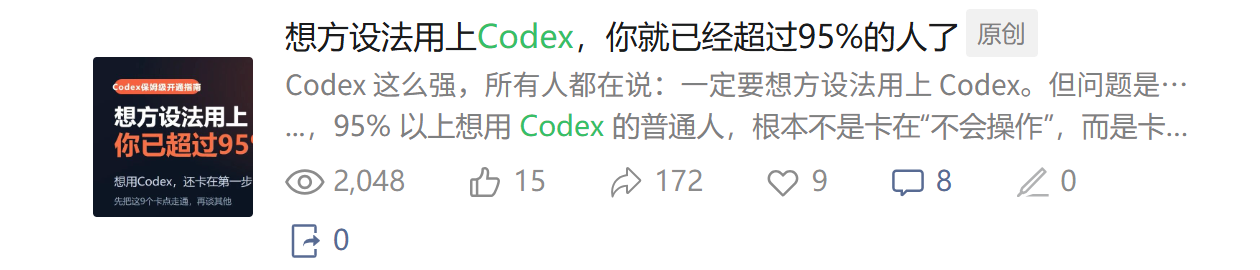 想方设法用上Codex，你就已经超过95%的人了 原创
Codex 这么强，所有人都在说：一定要想方设法用上 Codex。但问题是…
...，95% 以上想用 Codex 的普通人，根本不是卡在“不会操作”，而是卡...
2,048 15 172 9 8 0
0
Codex保姆级开通指南
想方设法用上
你已超过95
想用Codex，还卡在第一步
先把这9个卡点走通，再谈其他